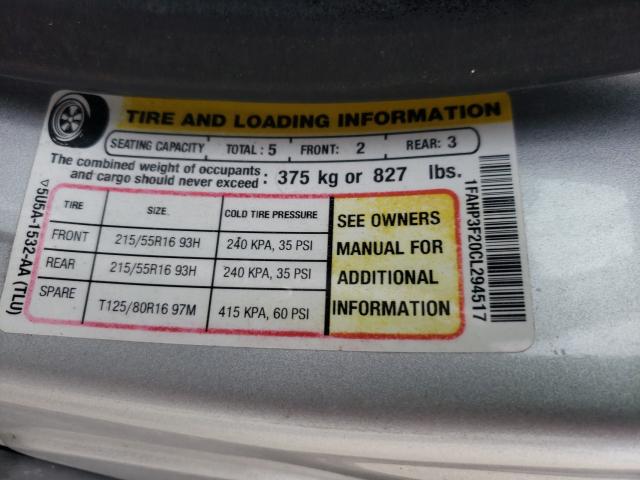 TIRE AND LOADING INFORMATION
SEATING CAPACITY TOTAL : 5 FRONT: 2 REAR: 3
The combined weight of occupants
and cargo should never exceed : 375 kg or 827 lbs.
TIRE SIZE COLD TIRE PRESSURE
FRONT 215/55R16 93H 240 KPA, 35 PSI
REAR 215/55R16 93H 240 KPA, 35 PSI
SPARE T125/80R16 97M 415 KPA, 60 PSI
SEE OWNERS
MANUAL FOR
ADDITIONAL
INFORMATION
5U5A-1532-AA (TLU)
1FAHP3F20CL294517